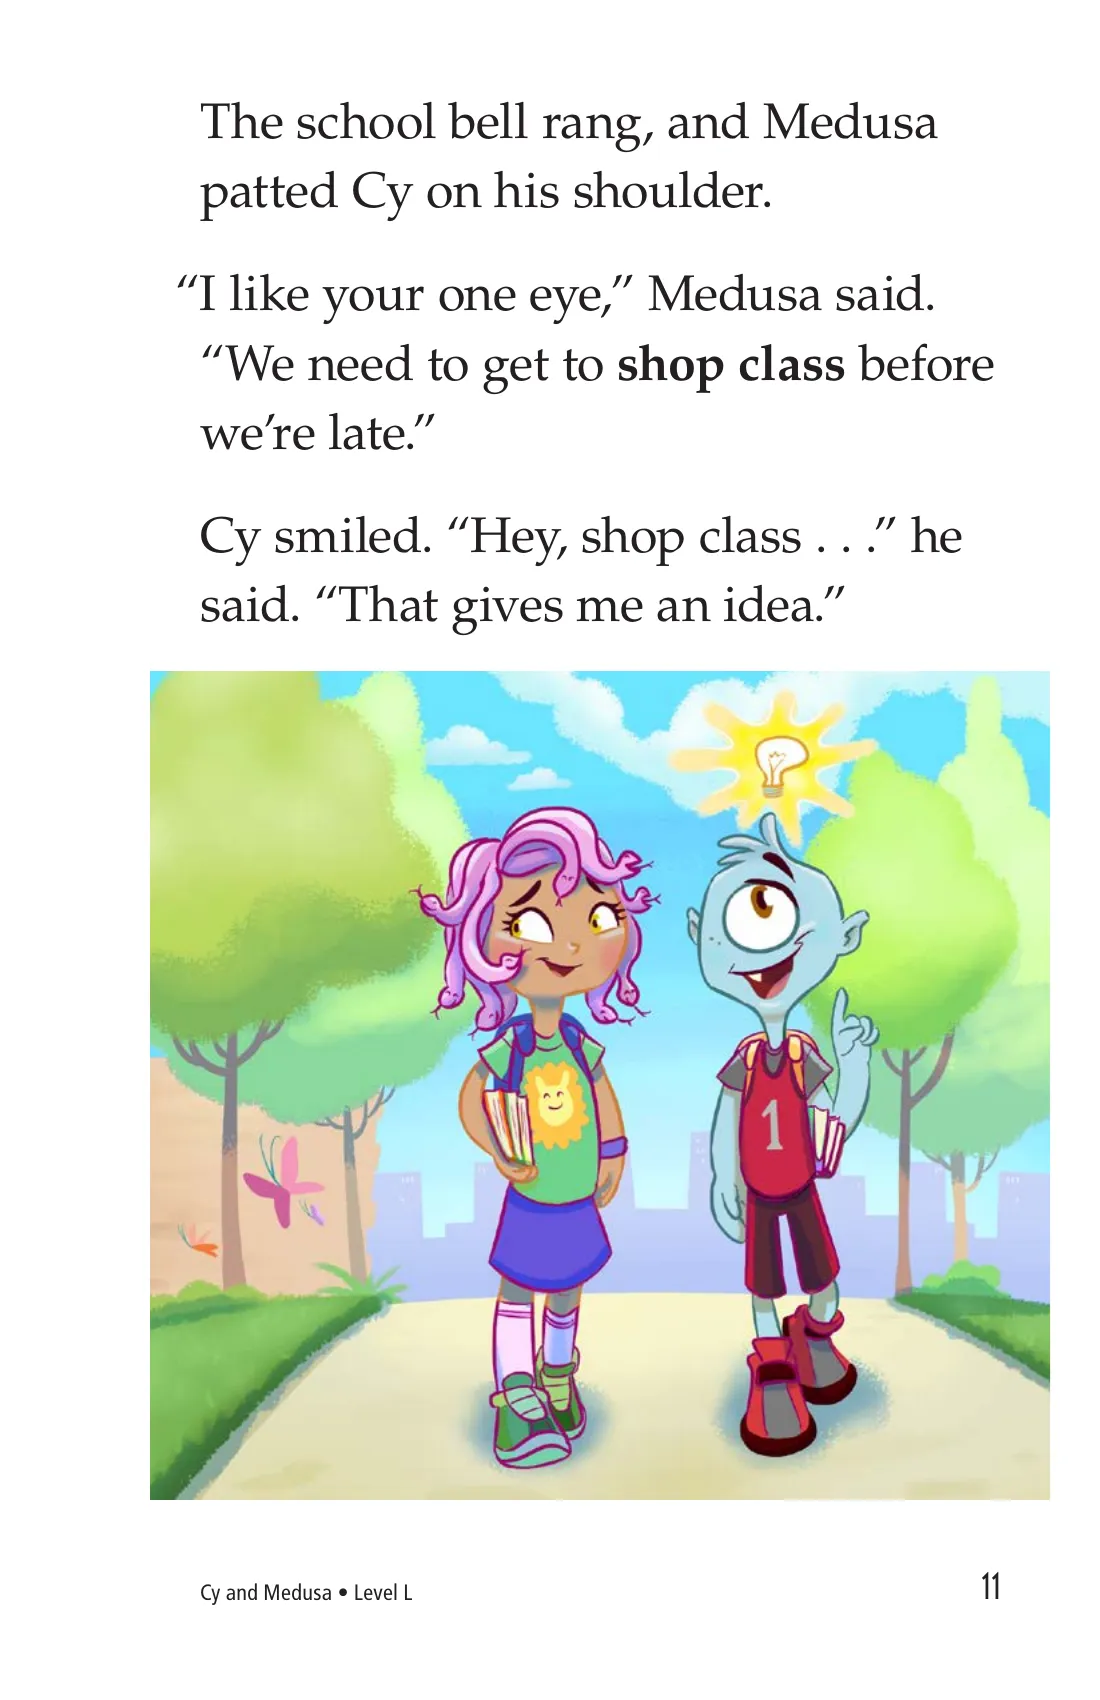 The school bell rang, and Medusa
patted Cy on his shoulder.
“I like your one eye,” Medusa said.
“We need to get to shop class before
we’re late.”
Cy smiled. “Hey, shop class . . .” he
said. “That gives me an idea.”
1
Cy and Medusa • Level L
11